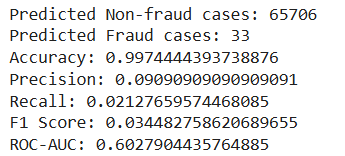 Predicted Non-fraud cases: 65706
Predicted Fraud cases: 33
Accuracy: 0.9974444393738876
Precision: 0.09090909090909091
Recall: 0.02127659574468085
F1 Score: 0.034482758620689655
ROC-AUC: 0.6027904435764885